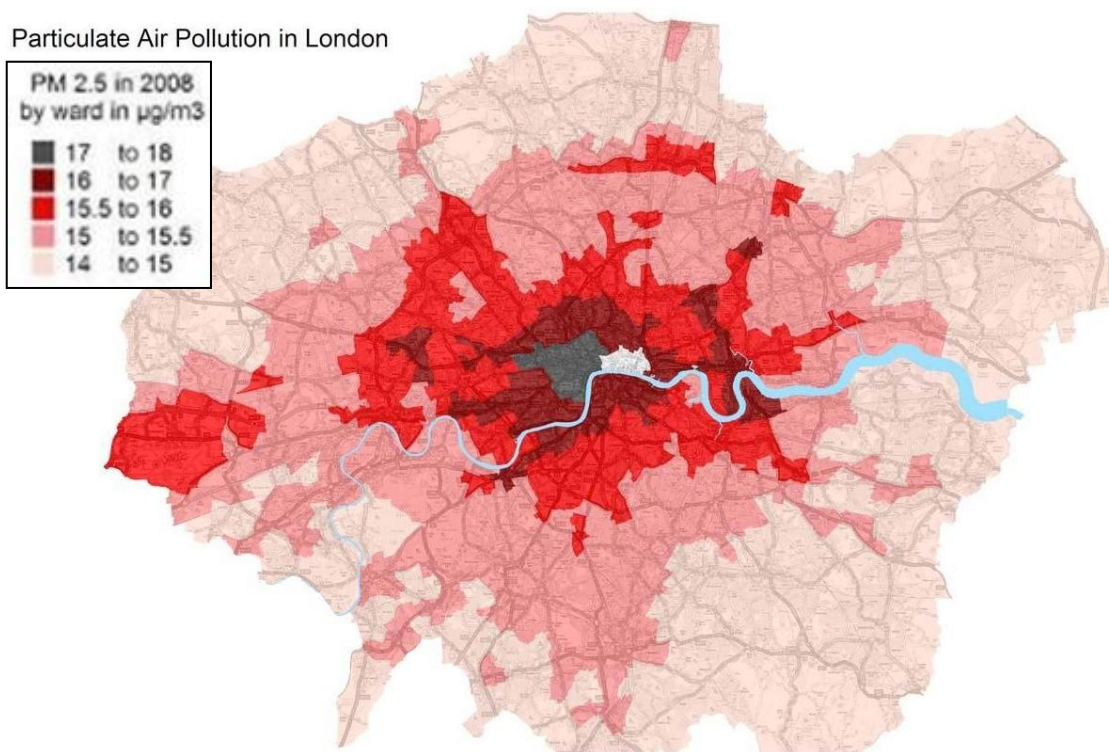 Particulate Air Pollution in London
PM 2.5 in 2008
by ward in µg/m3
17 to 18
16 to 17
15.5 to 16
15 to 15.5
14 to 15